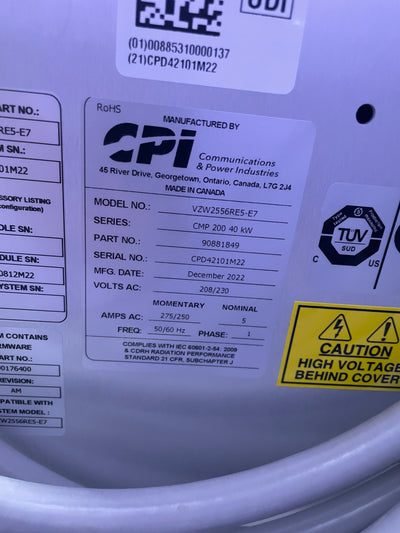 UDI
(01)00885310000137
(21)CPD42101M22
RoHS
MANUFACTURED BY
CPI
Communications
& Power Industries
45 River Drive, Georgetown, Ontario, Canada, L7G 2J4
MADE IN CANADA
MODEL NO.: VZW2556RE5-E7
SERIES: CMP 200 40 kW
PART NO.: 90881849
SERIAL NO.: CPD42101M22
MFG. DATE: December 2022
VOLTS AC: 208/230
MOMENTARY NOMINAL
AMPS AC: 275/250 5
FREQ: 50/60 Hz PHASE: 1
COMPLIES WITH IEC 60601-2-54: 2009
& CDRH RADIATION PERFORMANCE
STANDARD 21 CFR, SUBCHAPTER J
ART NO.:
RE5-E7
M SN.:
101M22
SSORY LISTING
configuration)
OLE SN:
DULE SN:
0812M22
YSTEM SN:
M CONTAINS
RMWARE
ART NO.:
0176400
EVISION:
AM
PATIBLE WITH
STEM MODEL :
ZW2556RE5-E7
TÜV
SUD
C US
CAUTION
HIGH VOLTAGE
BEHIND COVER